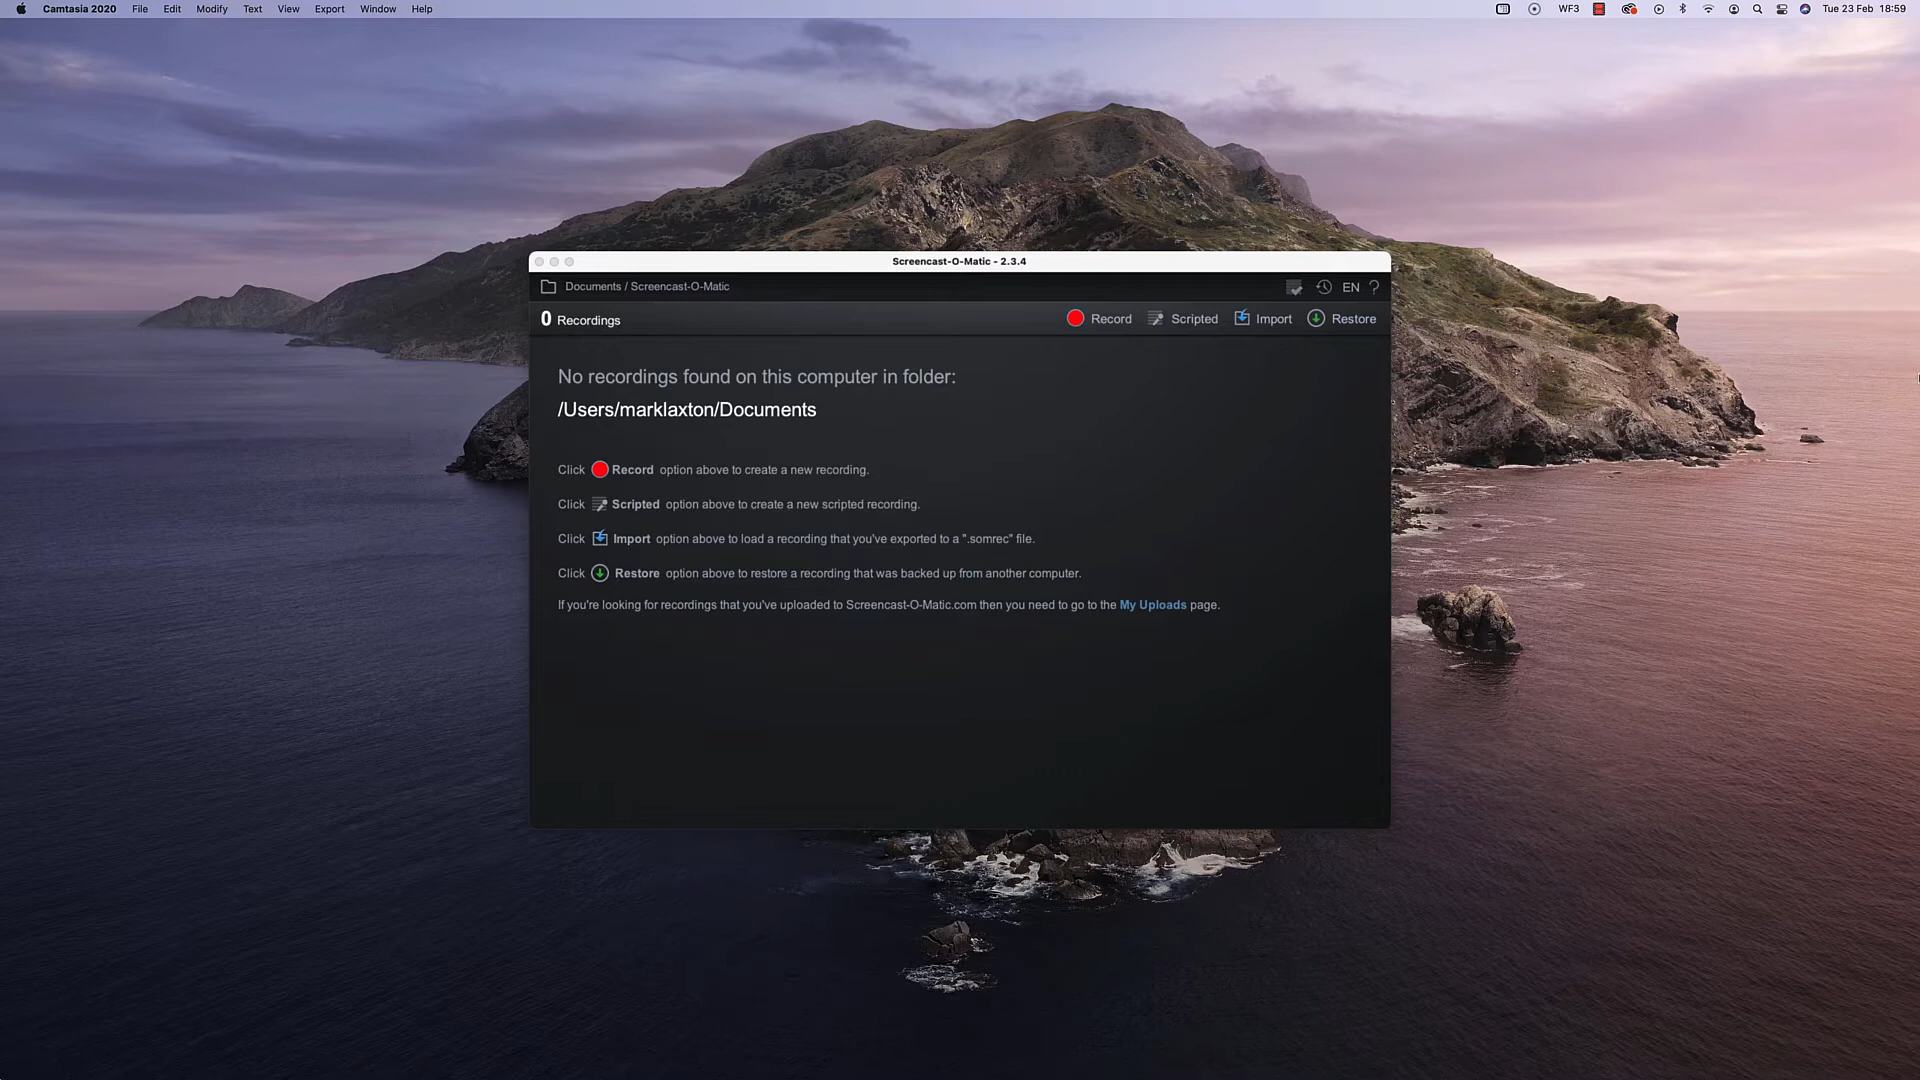 Camtasia 2020 File Edit Modify Text View Export Window Help WF3 Tue 23 Feb 18:59
Screencast-O-Matic - 2.3.4
Documents / Screencast-O-Matic EN ?
0 Recordings Record Scripted Import Restore
No recordings found on this computer in folder:
/Users/marklaxton/Documents
Click Record option above to create a new recording.
Click Scripted option above to create a new scripted recording.
Click Import option above to load a recording that you've exported to a ".somrec" file.
Click Restore option above to restore a recording that was backed up from another computer.
If you're looking for recordings that you've uploaded to Screencast-O-Matic.com then you need to go to the My Uploads page.